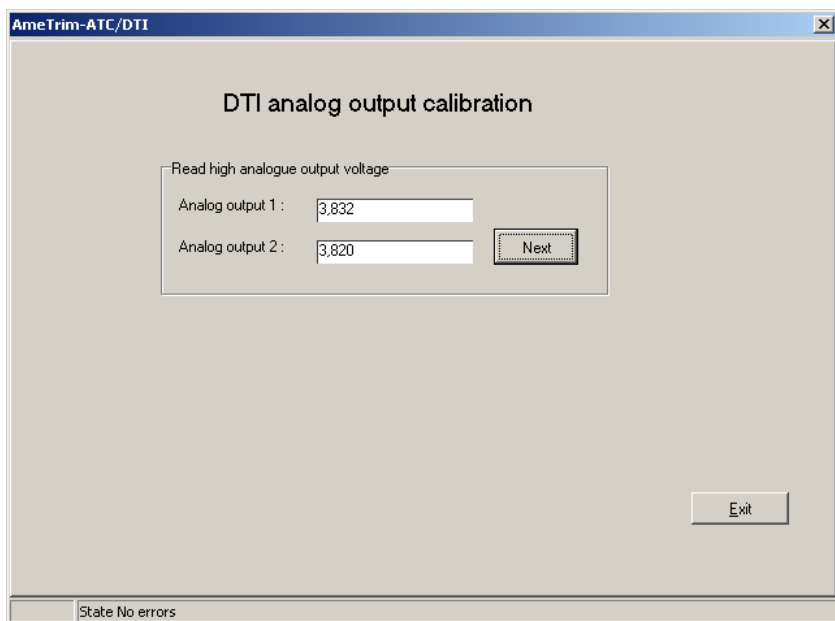 AmeTrim-ATC/DTI
DTI analog output calibration
Read high analogue output voltage
Analog output 1 : 3,832
Analog output 2 : 3,820
Next
Exit
State No errors